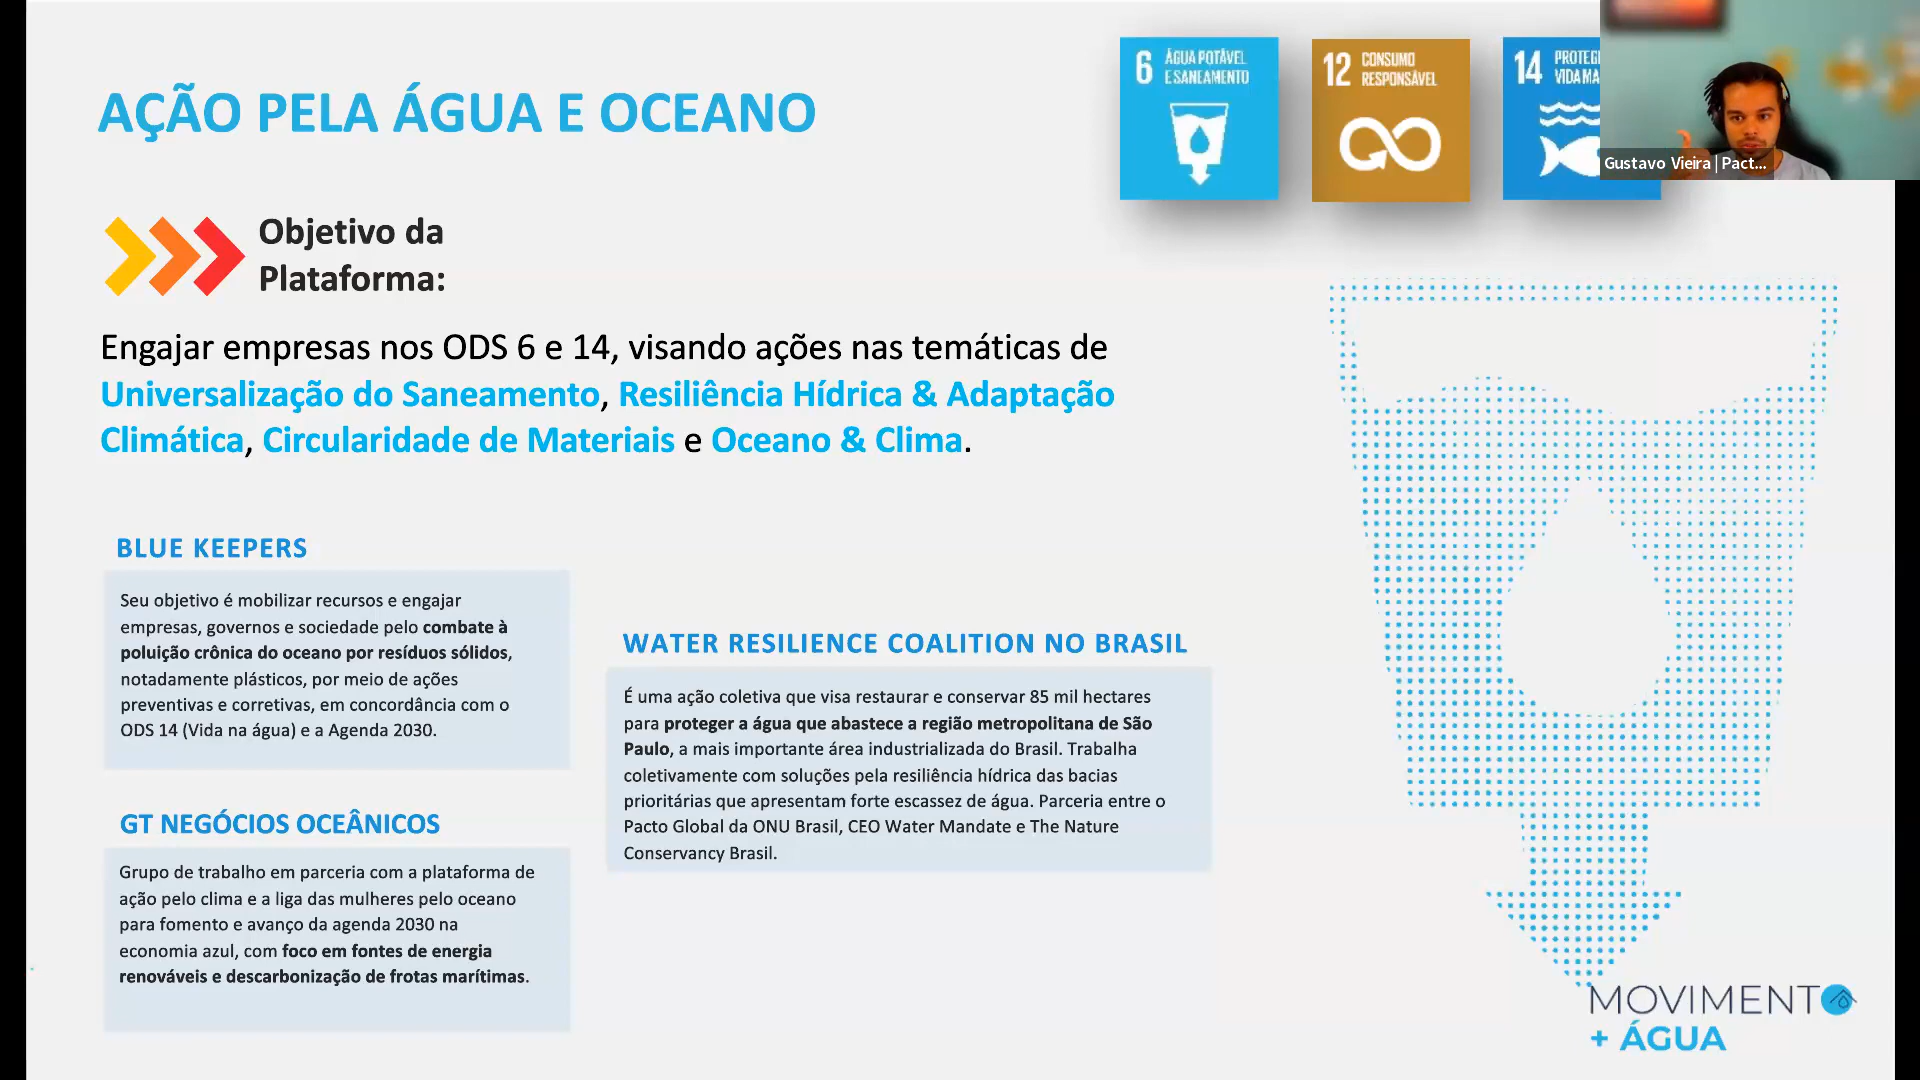 AÇÃO PELA ÁGUA E OCEANO
6 ÁGUA POTÁVEL
E SANEAMENTO
12 CONSUMO
RESPONSÁVEL
14
Gustavo Vieira | Pact...
Objetivo da
Plataforma:
Engajar empresas nos ODS 6 e 14, visando ações nas temáticas de
Universalização do Saneamento, Resiliência Hídrica & Adaptação
Climática, Circularidade de Materiais e Oceano & Clima.
BLUE KEEPERS
Seu objetivo é mobilizar recursos e engajar
empresas, governos e sociedade pelo combate à
poluição crônica do oceano por resíduos sólidos,
notadamente plásticos, por meio de ações
preventivas e corretivas, em concordância com o
ODS 14 (Vida na água) e a Agenda 2030.
GT NEGÓCIOS OCEÂNICOS
Grupo de trabalho em parceria com a plataforma de
ação pelo clima e a liga das mulheres pelo oceano
para fomento e avanço da agenda 2030 na
economia azul, com foco em fontes de energia
renováveis e descarbonização de frotas marítimas.
WATER RESILIENCE COALITION NO BRASIL
É uma ação coletiva que visa restaurar e conservar 85 mil hectares
para proteger a água que abastece a região metropolitana de São
Paulo, a mais importante área industrializada do Brasil. Trabalha
coletivamente com soluções pela resiliência hídrica das bacias
prioritárias que apresentam forte escassez de água. Parceria entre o
Pacto Global da ONU Brasil, CEO Water Mandate e The Nature
Conservancy Brasil.
MOVIMENTO
+ ÁGUA